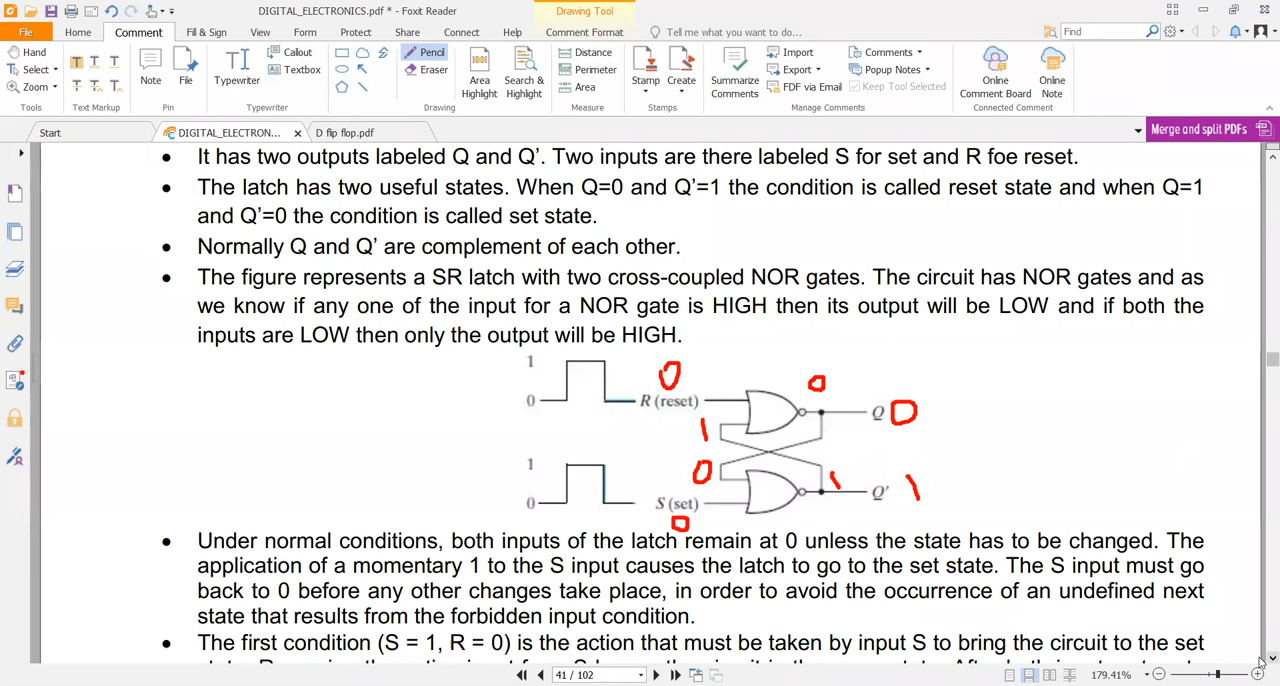 DIGITAL_ELECTRONICS.pdf * - Foxit Reader
Drawing Tool
File Home Comment Fill & Sign View Form Protect Share Connect Help Comment Format Tell me what you want to do... Find
Hand
Select
Zoom
Tools
T T T
T T T
Text Markup
Note
File
Pin
Typewriter
Callout
Textbox
Typewriter
Pencil
Eraser
Drawing
Area Highlight
Search & Highlight
Distance
Perimeter
Area
Measure
Stamp
Create
Stamps
Summarize Comments
Import
Export
FDF via Email
Comments
Popup Notes
Keep Tool Selected
Manage Comments
Online Comment Board
Online Note
Connected Comment
Start
DIGITAL_ELECTRON...
D fip flop.pdf
Merge and split PDFs
• It has two outputs labeled Q and Q’. Two inputs are there labeled S for set and R foe reset.
• The latch has two useful states. When Q=0 and Q’=1 the condition is called reset state and when Q=1
and Q’=0 the condition is called set state.
• Normally Q and Q’ are complement of each other.
• The figure represents a SR latch with two cross-coupled NOR gates. The circuit has NOR gates and as
we know if any one of the input for a NOR gate is HIGH then its output will be LOW and if both the
inputs are LOW then only the output will be HIGH.
1
0
0
R (reset)
0
Q 0
1
1
0
0
S (set)
0
1
Q’ 1
• Under normal conditions, both inputs of the latch remain at 0 unless the state has to be changed. The
application of a momentary 1 to the S input causes the latch to go to the set state. The S input must go
back to 0 before any other changes take place, in order to avoid the occurrence of an undefined next
state that results from the forbidden input condition.
• The first condition (S = 1, R = 0) is the action that must be taken by input S to bring the circuit to the set
41 / 102
179.41%